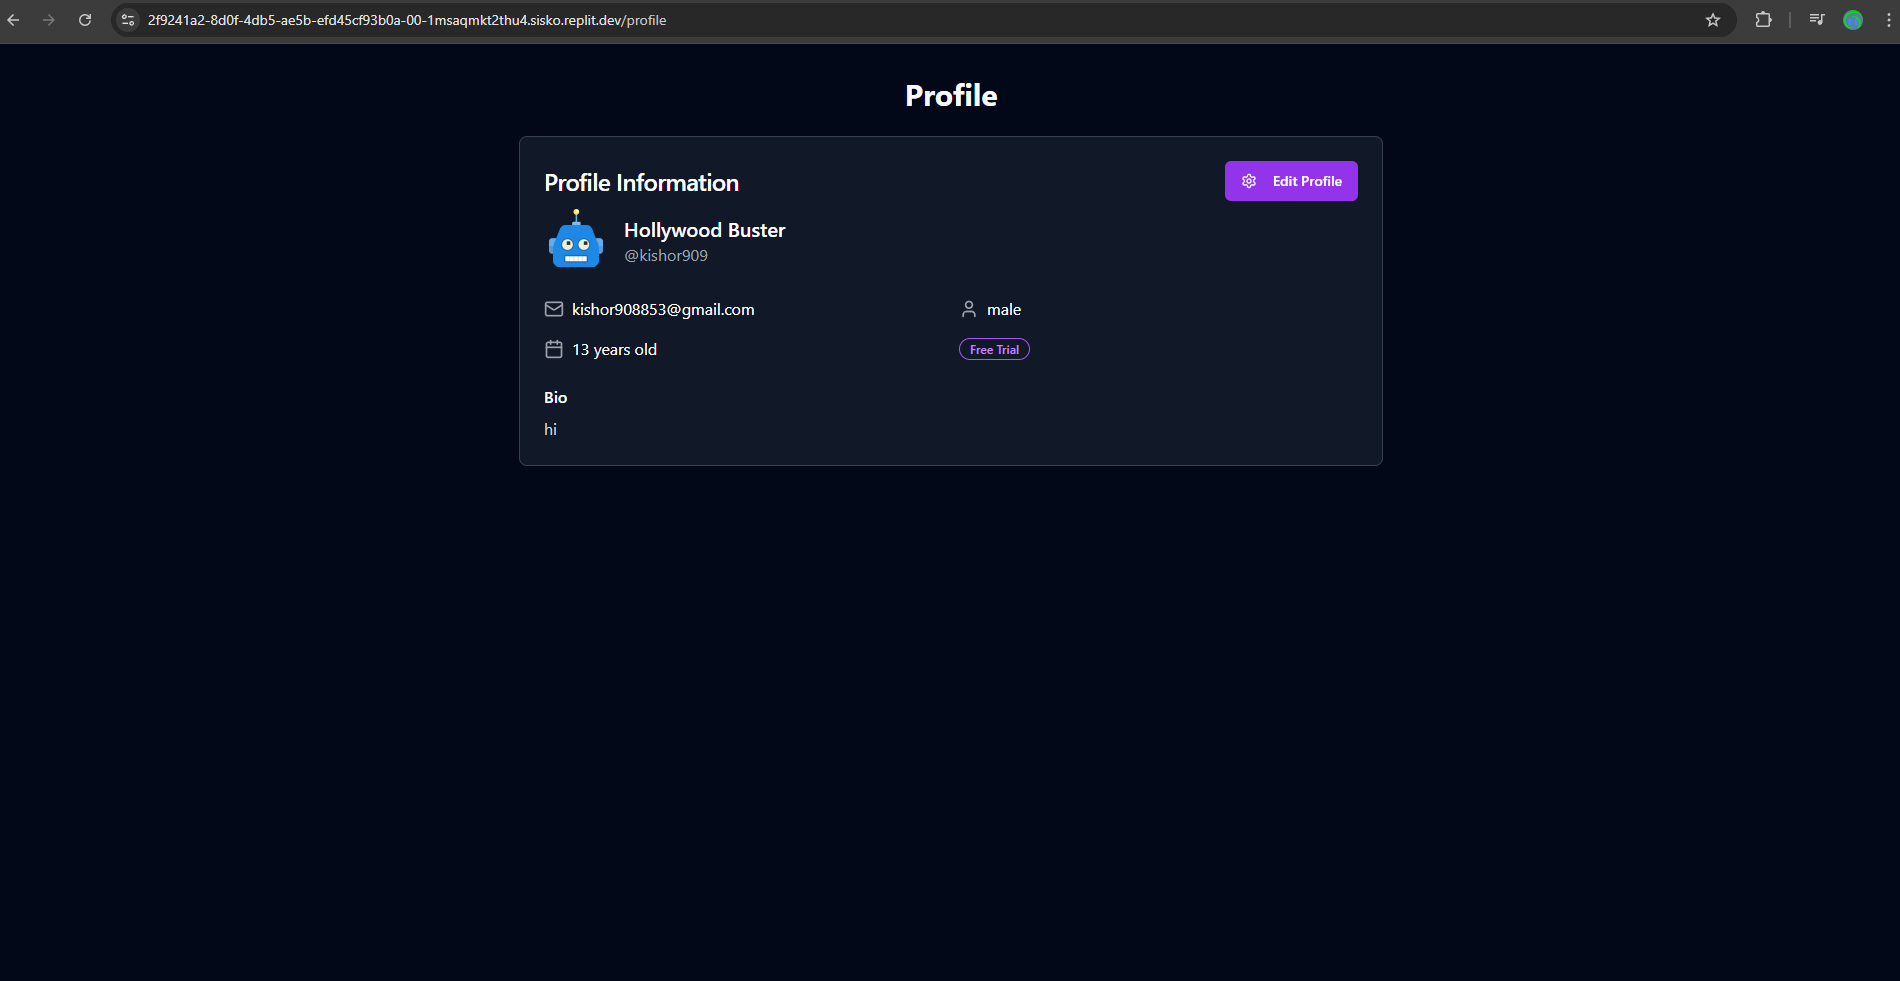 2f9241a2-8d0f-4db5-ae5b-efd45cf93b0a-00-1msaqmkt2thu4.sisko.replit.dev/profile
Profile
Profile Information
Edit Profile
Hollywood Buster
@kishor909
kishor908853@gmail.com
male
13 years old
Free Trial
Bio
hi